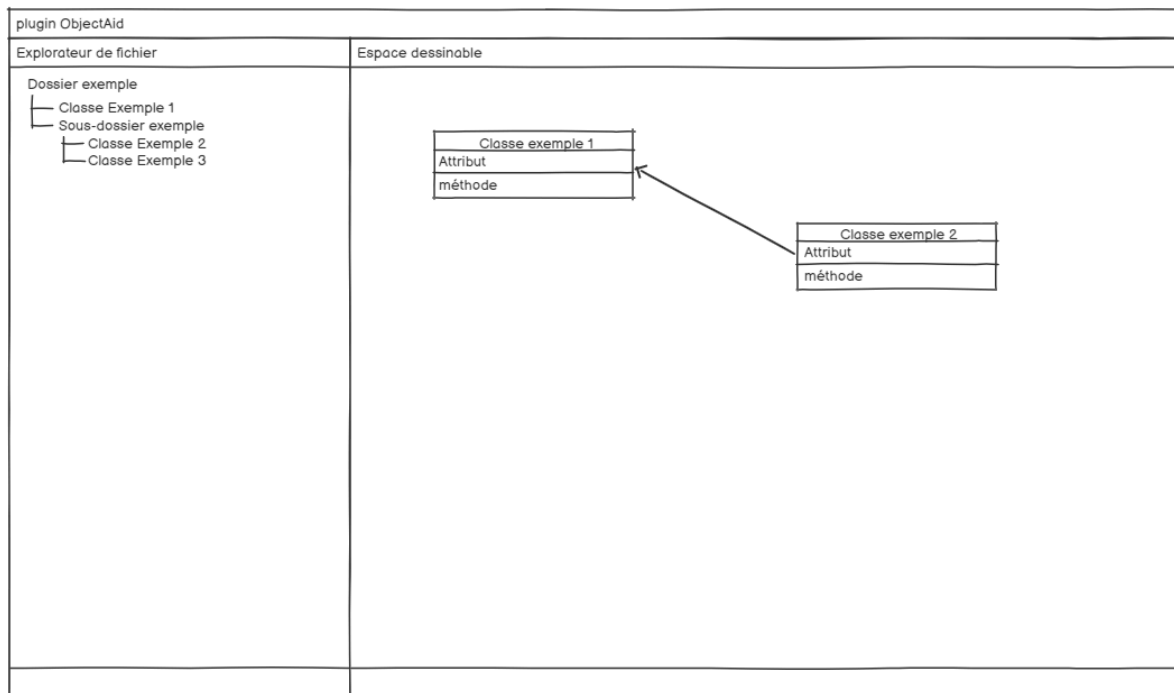 plugin ObjectAid
Explorateur de fichier
Espace dessinable
Dossier exemple
Classe Exemple 1
Sous-dossier exemple
Classe Exemple 2
Classe Exemple 3
Classe exemple 1
Attribut
méthode
Classe exemple 2
Attribut
méthode